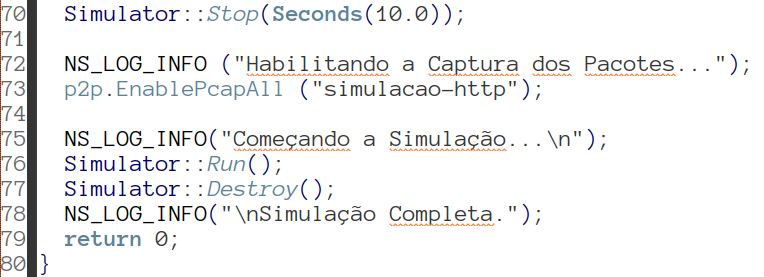 70 Simulator::Stop(Seconds(10.0));
71
72 NS_LOG_INFO ("Habilitando a Captura dos Pacotes...");
73 p2p.EnablePcapAll ("simulacao-http");
74
75 NS_LOG_INFO("Começando a Simulação...\n");
76 Simulator::Run();
77 Simulator::Destroy();
78 NS_LOG_INFO("\nSimulação Completa.");
79 return 0;
80 }